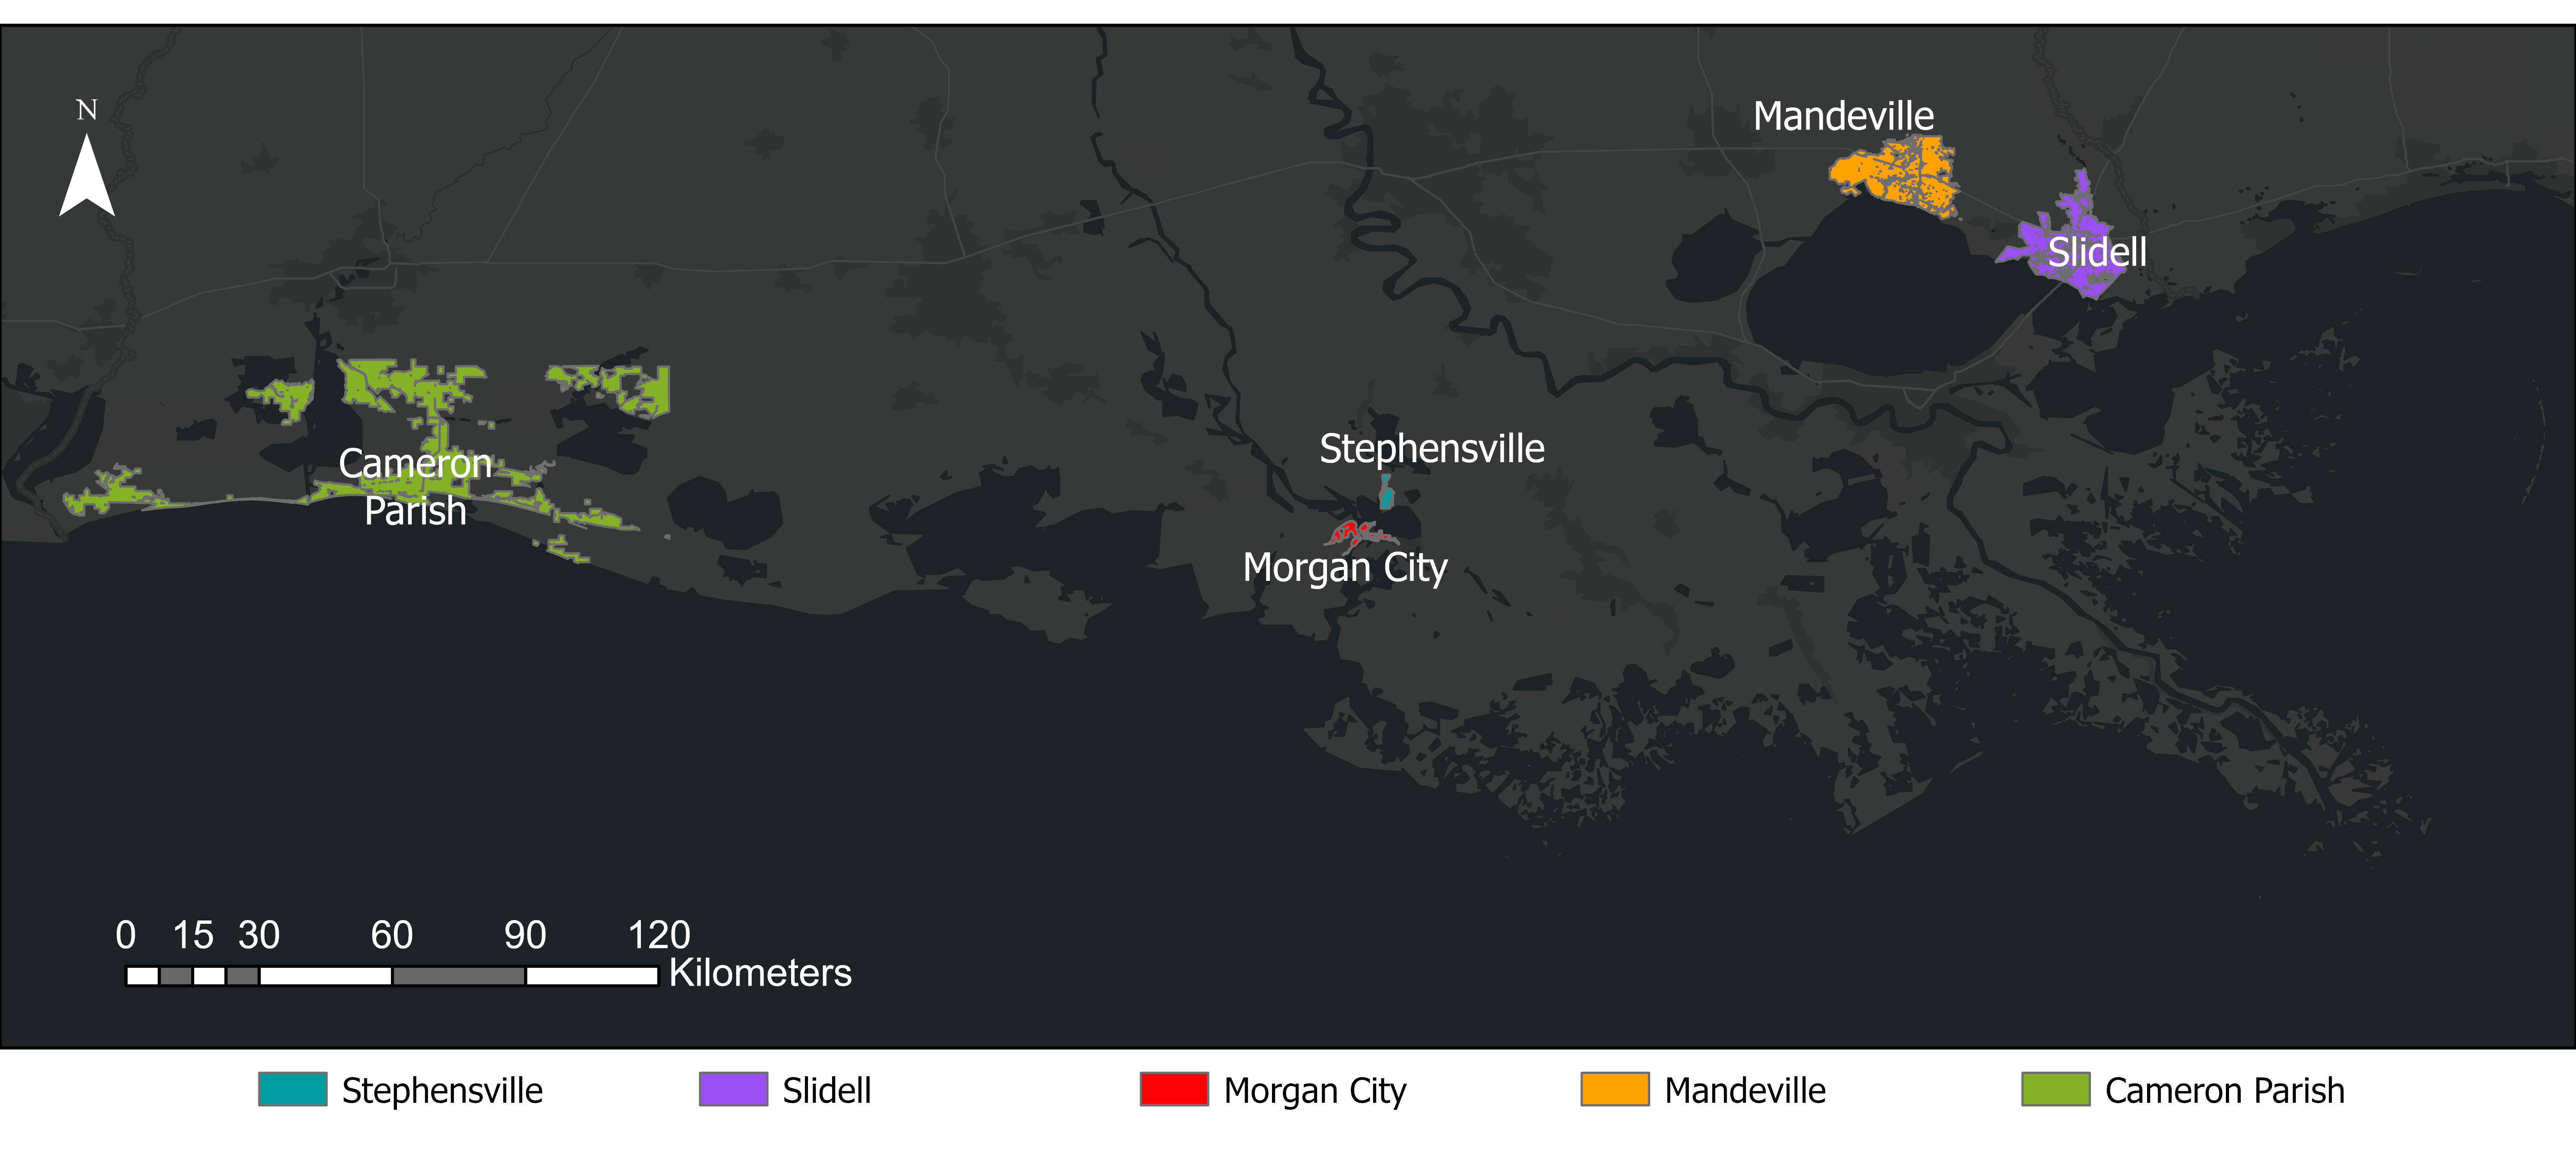 N
Mandeville
Slidell
Stephensville
Cameron
Parish
Morgan City
0 15 30 60 90 120
Kilometers
Stephensville Slidell Morgan City Mandeville Cameron Parish